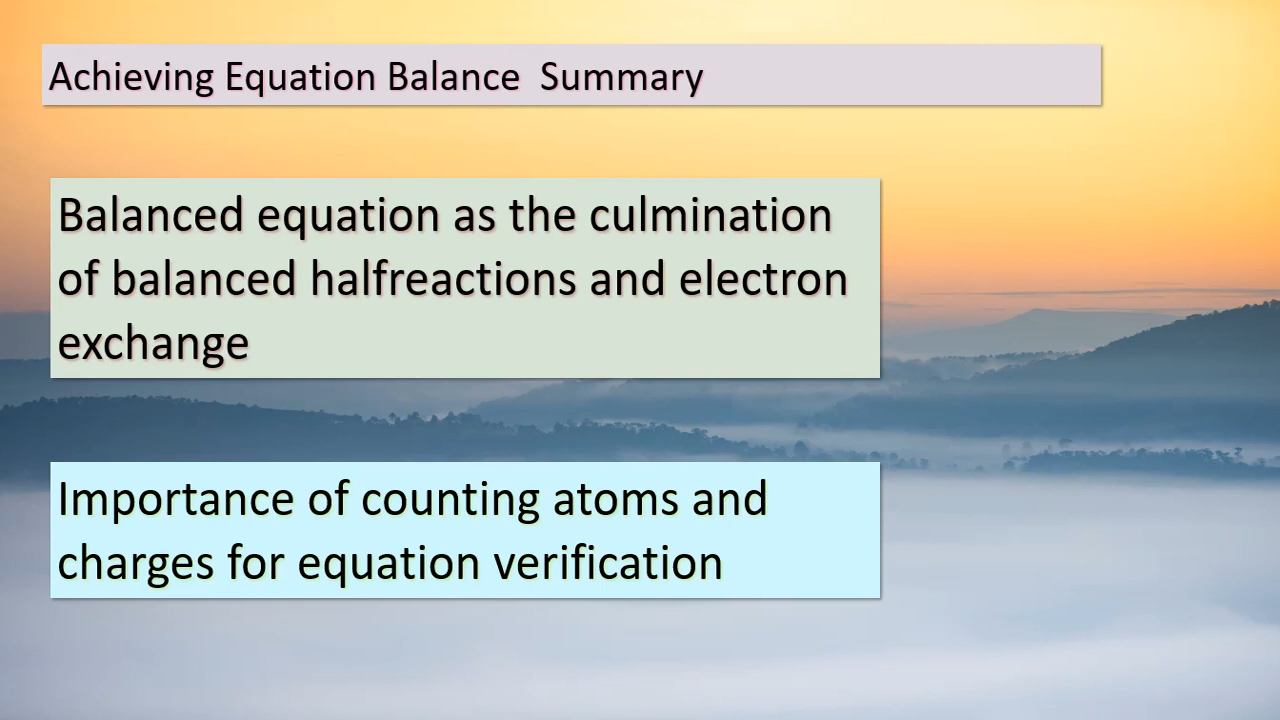 Achieving Equation Balance  Summary
Balanced equation as the culmination
of balanced halfreactions and electron
exchange
Importance of counting atoms and
charges for equation verification